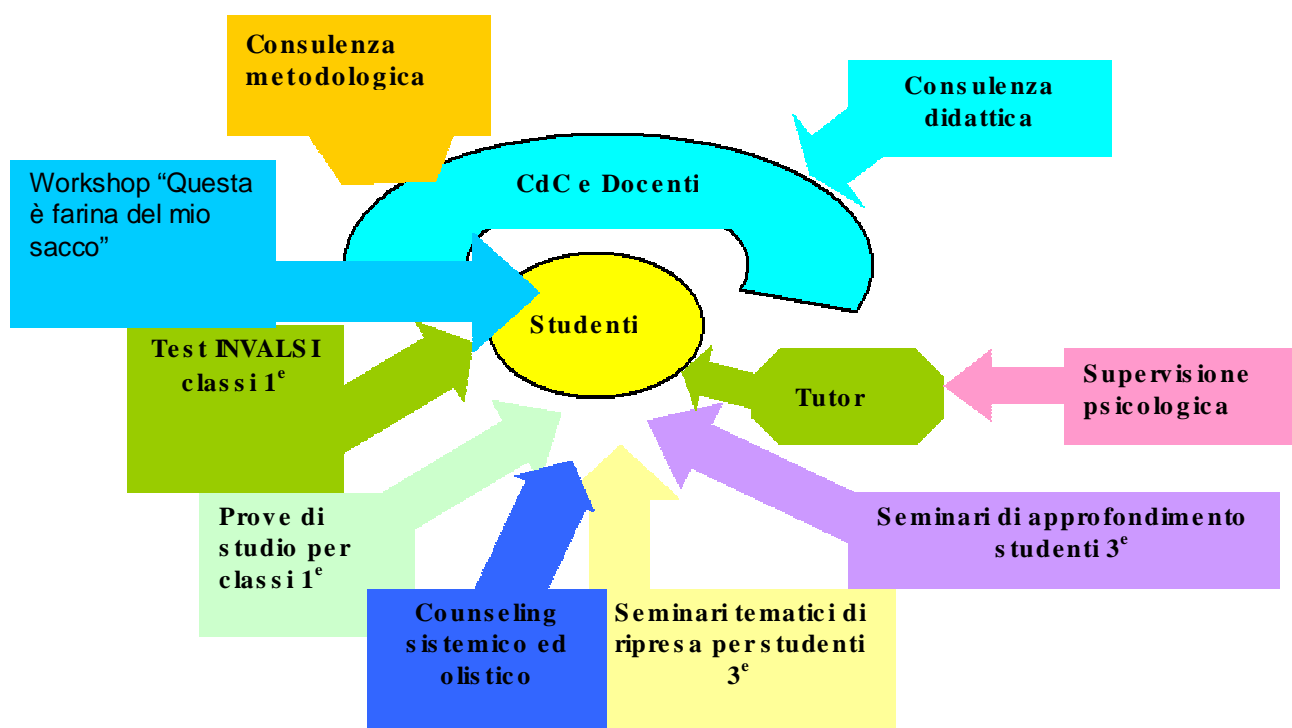 Consulenza
metodologica
Consulenza
didattica
CdC e Docenti
Workshop “Questa
è farina del mio
sacco”
Studenti
Test INVALSI
classi 1e
Tutor
Supervisione
psicologica
Prove di
studio per
classi 1e
Seminari di approfondimento
studenti 3e
Counseling
sistemico ed
olistico
Seminari tematici di
ripresa per studenti
3e